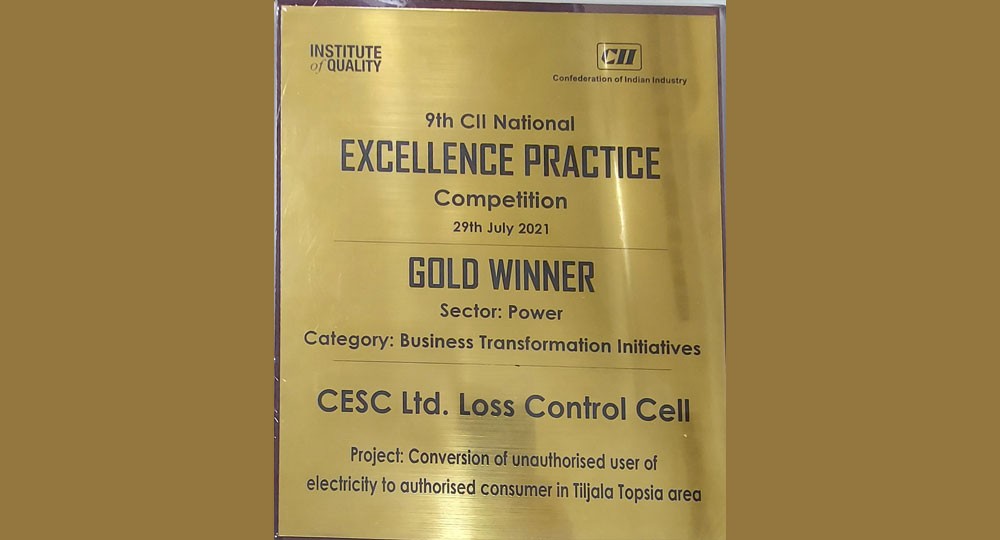 INSTITUTE
of QUALITY
CII
Confederation of Indian Industry
9th CII National
EXCELLENCE PRACTICE
Competition
29th July 2021
GOLD WINNER
Sector: Power
Category: Business Transformation Initiatives
CESC Ltd. Loss Control Cell
Project: Conversion of unauthorised user of
electricity to authorised consumer in Tiljala Topsia area